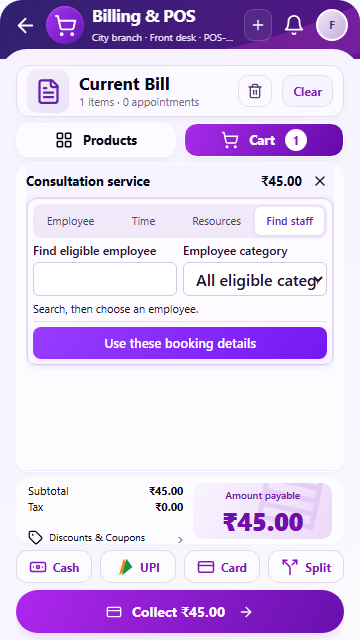 Billing & POS
City branch · Front desk · POS-...
F
Current Bill
1 items · 0 appointments
Clear
Products
Cart 1
Consultation service ₹45.00
Employee Time Resources Find staff
Find eligible employee Employee category
All eligible categ
Search, then choose an employee.
Use these booking details
Subtotal ₹45.00
Tax ₹0.00
Discounts & Coupons
Amount payable
₹45.00
Cash UPI Card Split
Collect ₹45.00